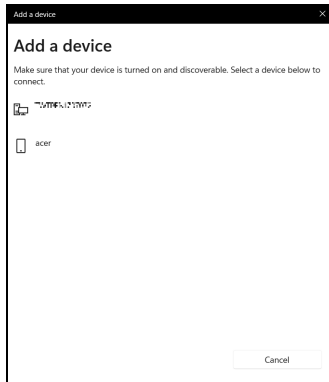 Add a device
Add a device
Make sure that your device is turned on and discoverable. Select a device below to
connect.
acer
Cancel